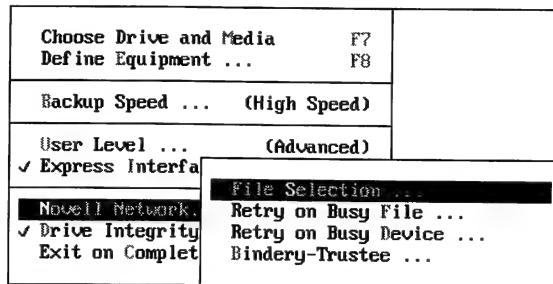 Choose Drive and Media F7
Define Equipment ... F8
Backup Speed ... (High Speed)
User Level ... (Advanced)
√ Express Interfa
File Selection ...
Novell Network.
Retry on Busy File ...
√ Drive Integrity
Retry on Busy Device ...
Exit on Complet
Bindery-Trustee ...